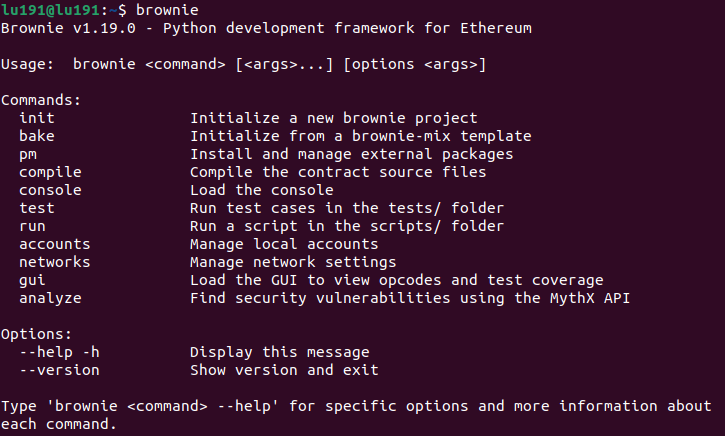 lu191@lu191:~$ brownie
Brownie v1.19.0 - Python development framework for Ethereum
Usage:  brownie <command> [<args>...] [options <args>]
Commands:
  init               Initialize a new brownie project
  bake               Initialize from a brownie-mix template
  pm                 Install and manage external packages
  compile            Compile the contract source files
  console            Load the console
  test               Run test cases in the tests/ folder
  run                Run a script in the scripts/ folder
  accounts           Manage local accounts
  networks           Manage network settings
  gui                Load the GUI to view opcodes and test coverage
  analyze            Find security vulnerabilities using the MythX API
Options:
  --help -h          Display this message
  --version          Show version and exit
Type 'brownie <command> --help' for specific options and more information about
each command.